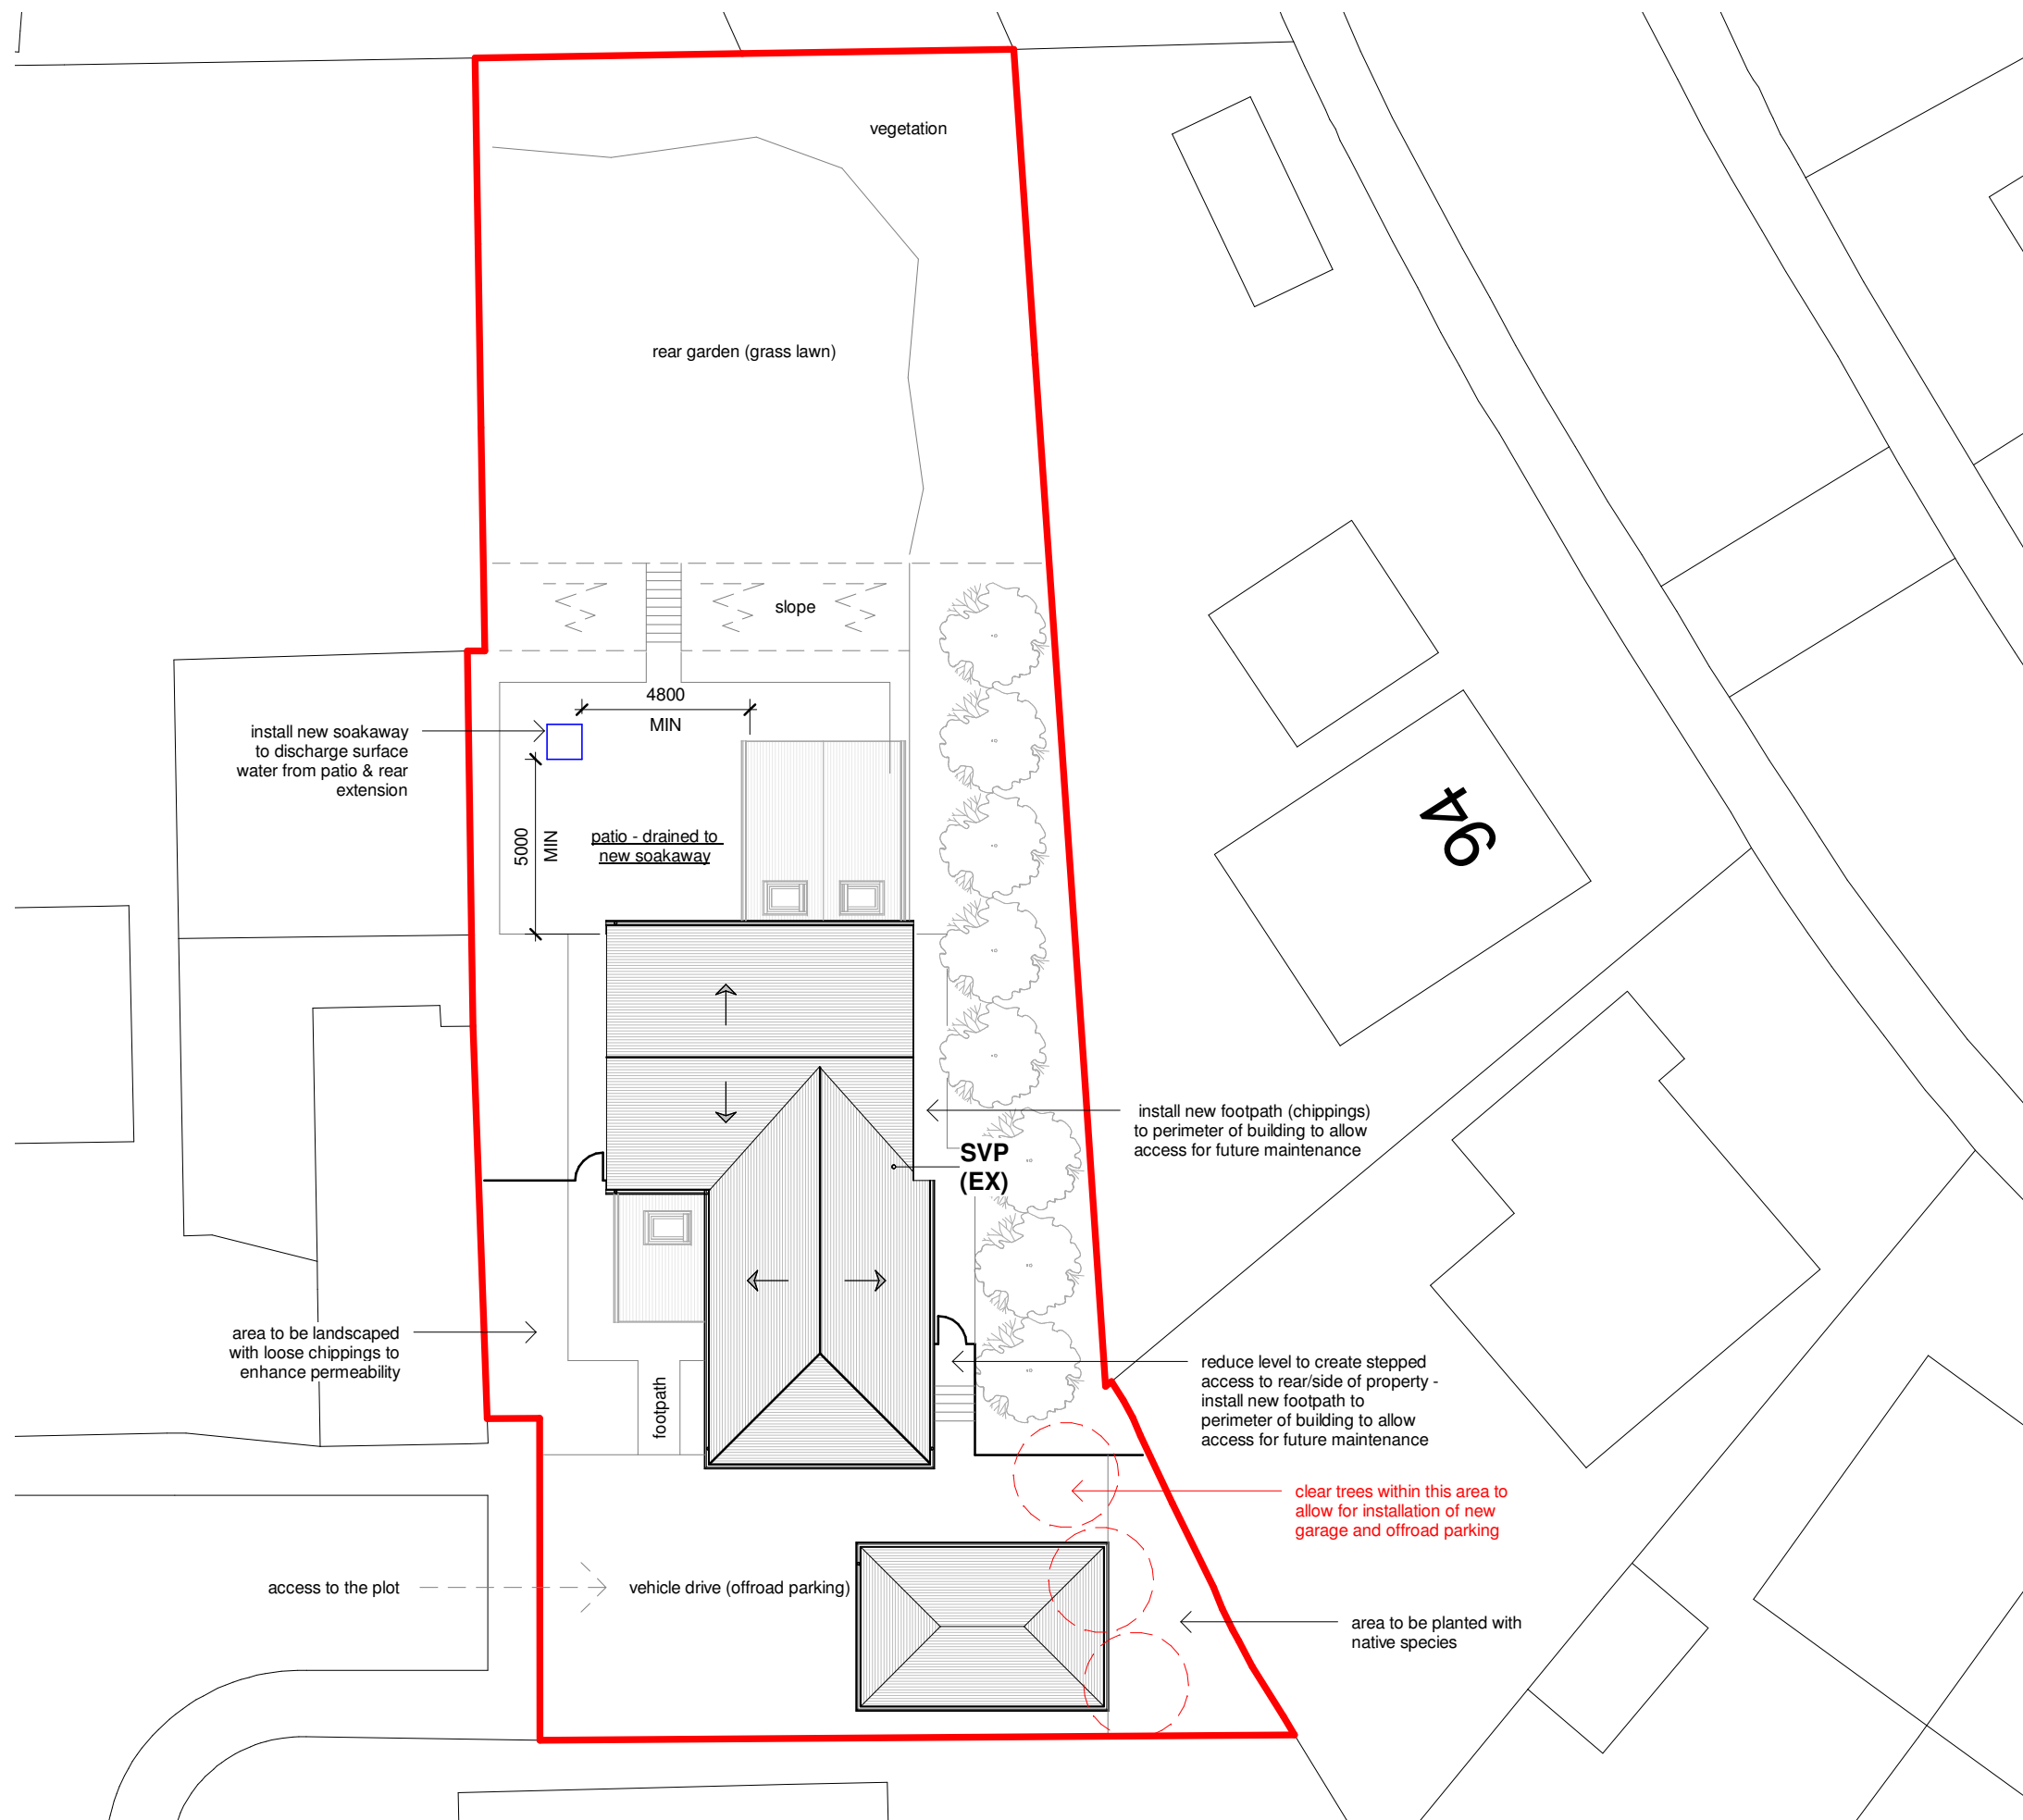 vegetation
rear garden (grass lawn)
slope
4800
MIN
install new soakaway
to discharge surface
water from patio & rear
extension
5000
MIN
patio - drained to
new soakaway
94
install new footpath (chippings)
to perimeter of building to allow
access for future maintenance
SVP
(EX)
area to be landscaped
with loose chippings to
enhance permeability
footpath
reduce level to create stepped
access to rear/side of property -
install new footpath to
perimeter of building to allow
access for future maintenance
clear trees within this area to
allow for installation of new
garage and offroad parking
access to the plot
vehicle drive (offroad parking)
area to be planted with
native species